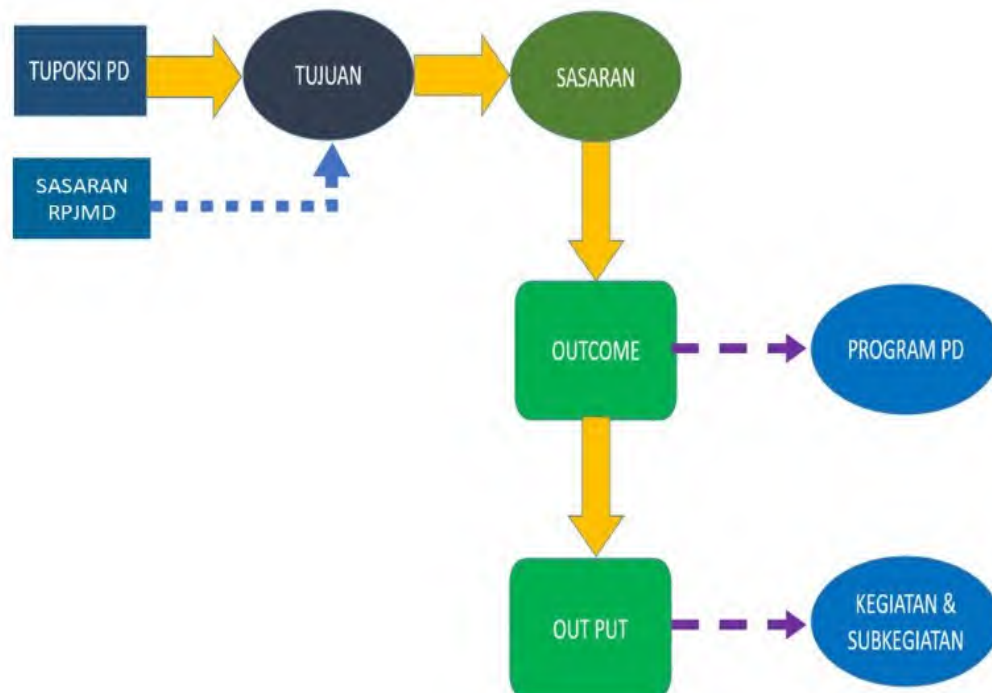 TUPOKSI PD
TUJUAN
SASARAN
SASARAN
RPJMD
OUTCOME
PROGRAM PD
OUT PUT
KEGIATAN &
SUBKEGIATAN